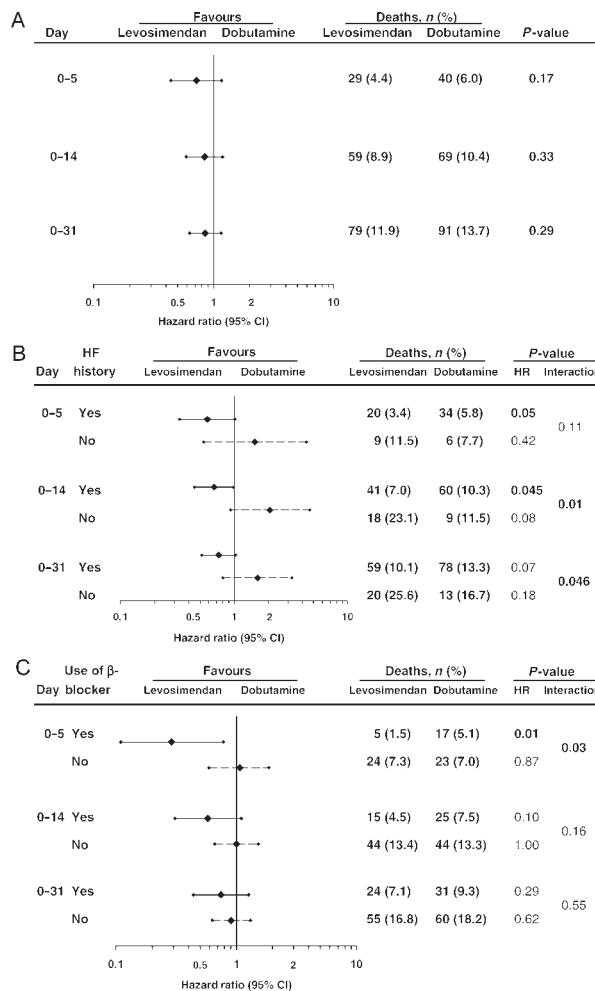 A
Favours Deaths, n (%)
Day Levosimendan Dobutamine Levosimendan Dobutamine P-value
0–5 29 (4.4) 40 (6.0) 0.17
0–14 59 (8.9) 69 (10.4) 0.33
0–31 79 (11.9) 91 (13.7) 0.29
0.1 0.5 1 2 10
Hazard ratio (95% CI)
B
HF Favours Deaths, n (%) P-value
Day history Levosimendan Dobutamine Levosimendan Dobutamine HR Interaction
0–5 Yes 20 (3.4) 34 (5.8) 0.05
0.11
No 9 (11.5) 6 (7.7) 0.42
0–14 Yes 41 (7.0) 60 (10.3) 0.045
0.01
No 18 (23.1) 9 (11.5) 0.08
0–31 Yes 59 (10.1) 78 (13.3) 0.07
0.046
No 20 (25.6) 13 (16.7) 0.18
0.1 0.5 1 2 10
Hazard ratio (95% CI)
C
Use of β- Favours Deaths, n (%) P-value
Day blocker Levosimendan Dobutamine Levosimendan Dobutamine HR Interaction
0–5 Yes 5 (1.5) 17 (5.1) 0.01
0.03
No 24 (7.3) 23 (7.0) 0.87
0–14 Yes 15 (4.5) 25 (7.5) 0.10
0.16
No 44 (13.4) 44 (13.3) 1.00
0–31 Yes 24 (7.1) 31 (9.3) 0.29
0.55
No 55 (16.8) 60 (18.2) 0.62
0.1 0.5 1 2 10
Hazard ratio (95% CI)